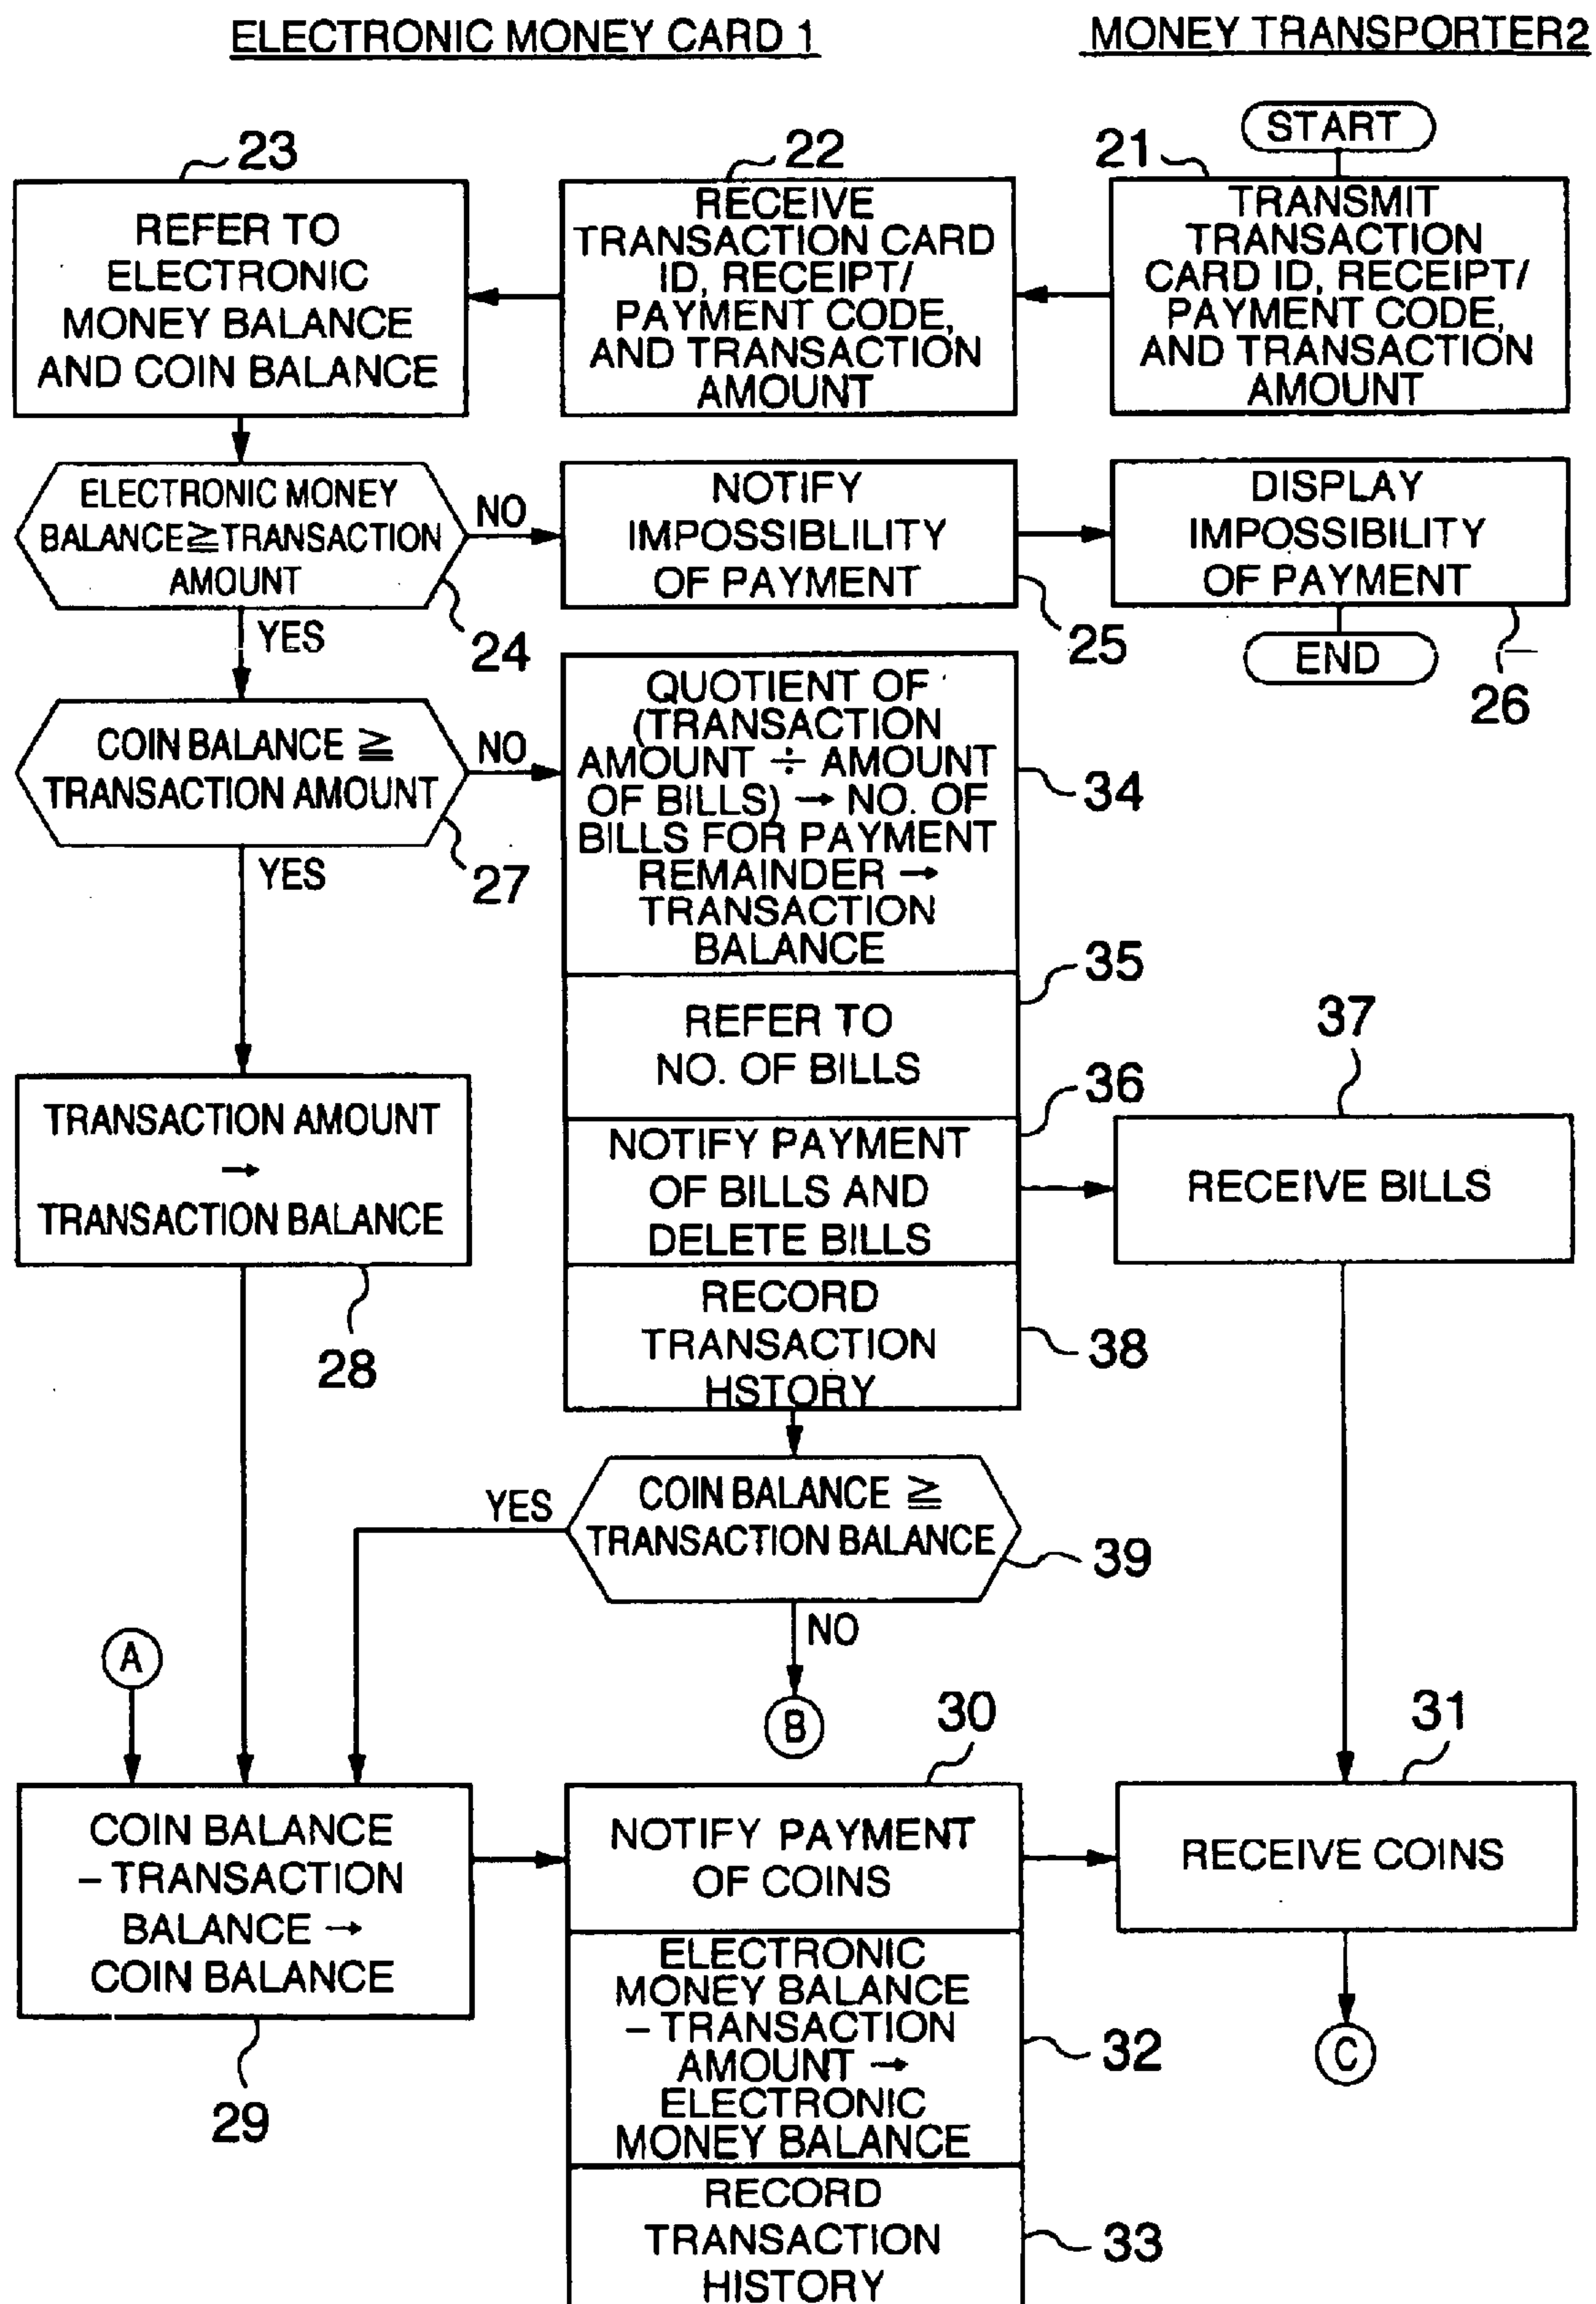 ELECTRONIC MONEY CARD 1
MONEY TRANSPORTER2
START
23
22
21
REFER TO
ELECTRONIC
MONEY BALANCE
AND COIN BALANCE
RECEIVE
TRANSACTION CARD
ID, RECEIPT/
PAYMENT CODE,
AND TRANSACTION
AMOUNT
TRANSMIT
TRANSACTION
CARD ID, RECEIPT/
PAYMENT CODE,
AND TRANSACTION
AMOUNT
ELECTRONIC MONEY
BALANCE≧TRANSACTION
AMOUNT
NO
24
YES
NOTIFY
IMPOSSIBLILITY
OF PAYMENT
25
DISPLAY
IMPOSSIBILITY
OF PAYMENT
END
26
COIN BALANCE ≧
TRANSACTION AMOUNT
NO
27
YES
QUOTIENT OF
(TRANSACTION
AMOUNT ÷ AMOUNT
OF BILLS) → NO. OF
BILLS FOR PAYMENT
REMAINDER →
TRANSACTION
BALANCE
34
35
REFER TO
NO. OF BILLS
36
37
TRANSACTION AMOUNT
→
TRANSACTION BALANCE
28
NOTIFY PAYMENT
OF BILLS AND
DELETE BILLS
RECEIVE BILLS
RECORD
TRANSACTION
HSTORY
38
COIN BALANCE ≧
TRANSACTION BALANCE
YES
39
NO
A
B
30
31
COIN BALANCE
– TRANSACTION
BALANCE →
COIN BALANCE
29
NOTIFY PAYMENT
OF COINS
RECEIVE COINS
ELECTRONIC
MONEY BALANCE
– TRANSACTION
AMOUNT →
ELECTRONIC
MONEY BALANCE
32
C
RECORD
TRANSACTION
HISTORY
33